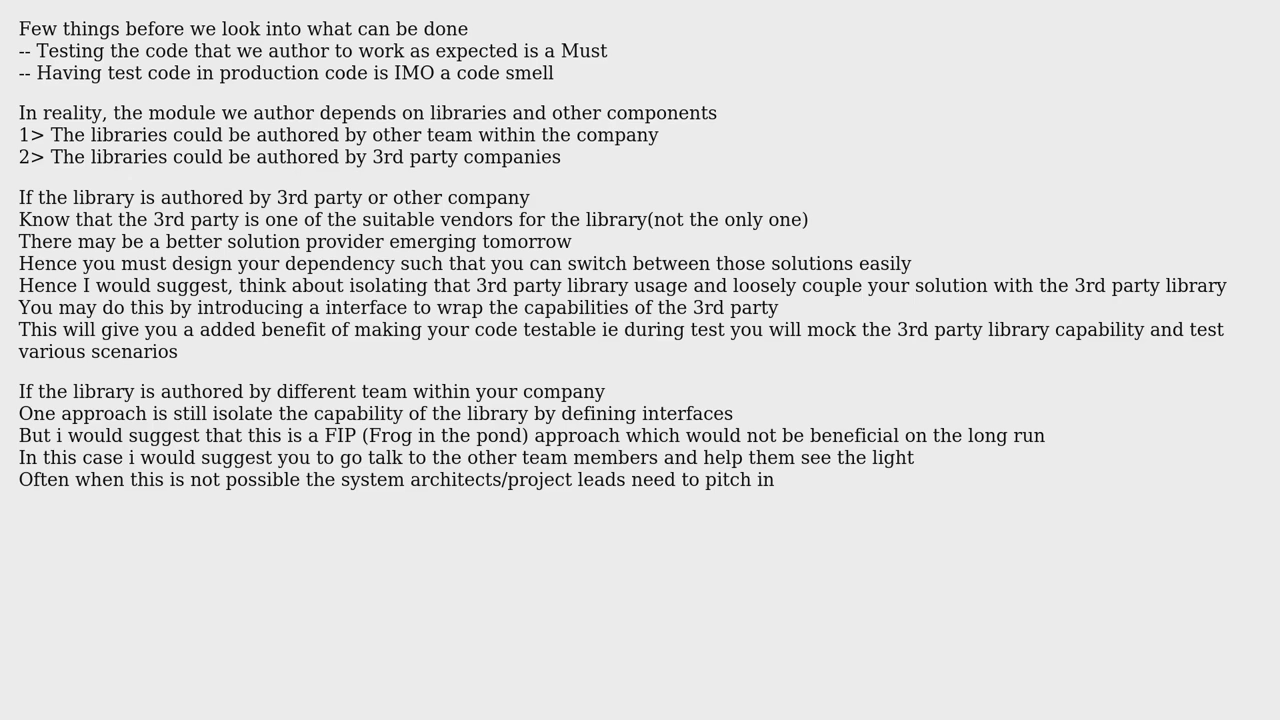 Few things before we look into what can be done
-- Testing the code that we author to work as expected is a Must
-- Having test code in production code is IMO a code smell
In reality, the module we author depends on libraries and other components
1> The libraries could be authored by other team within the company
2> The libraries could be authored by 3rd party companies
If the library is authored by 3rd party or other company
Know that the 3rd party is one of the suitable vendors for the library(not the only one)
There may be a better solution provider emerging tomorrow
Hence you must design your dependency such that you can switch between those solutions easily
Hence I would suggest, think about isolating that 3rd party library usage and loosely couple your solution with the 3rd party library
You may do this by introducing a interface to wrap the capabilities of the 3rd party
This will give you a added benefit of making your code testable ie during test you will mock the 3rd party library capability and test
various scenarios
If the library is authored by different team within your company
One approach is still isolate the capability of the library by defining interfaces
But i would suggest that this is a FIP (Frog in the pond) approach which would not be beneficial on the long run
In this case i would suggest you to go talk to the other team members and help them see the light
Often when this is not possible the system architects/project leads need to pitch in